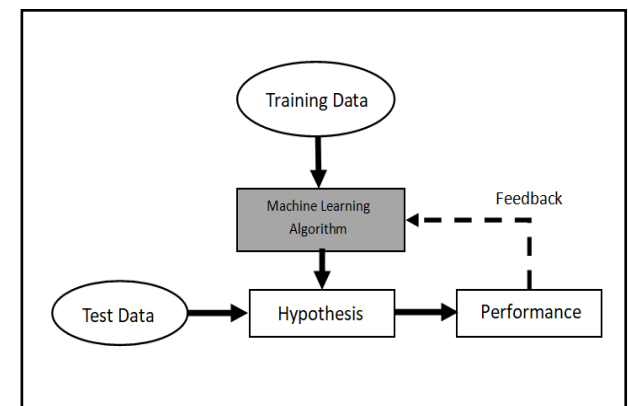 Training Data
Machine Learning
Algorithm
Feedback
Test Data
Hypothesis
Performance